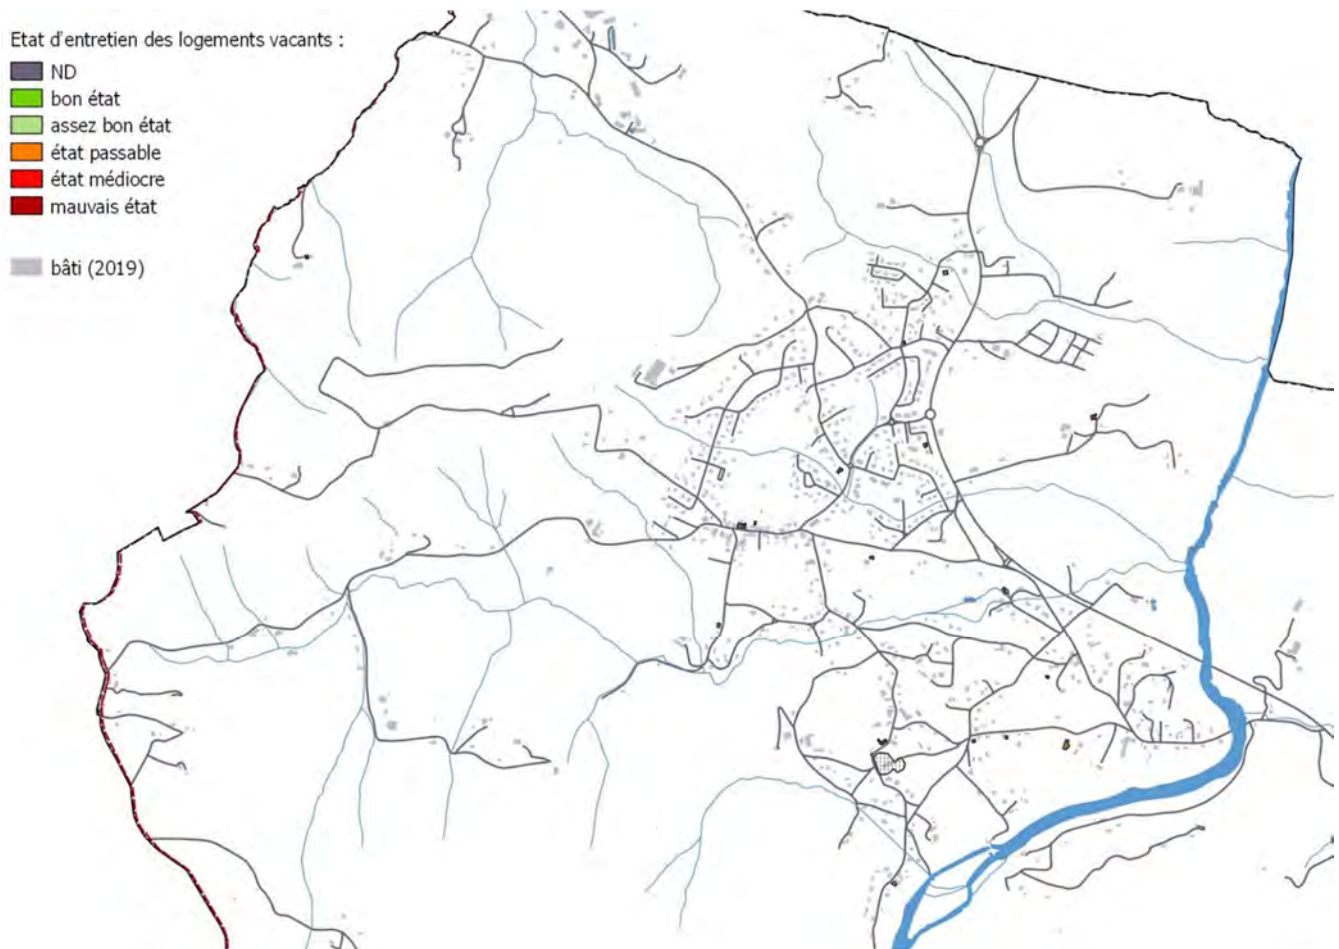 Etat d'entretien des logements vacants :
ND
bon état
assez bon état
état passable
état médiocre
mauvais état
bâti (2019)